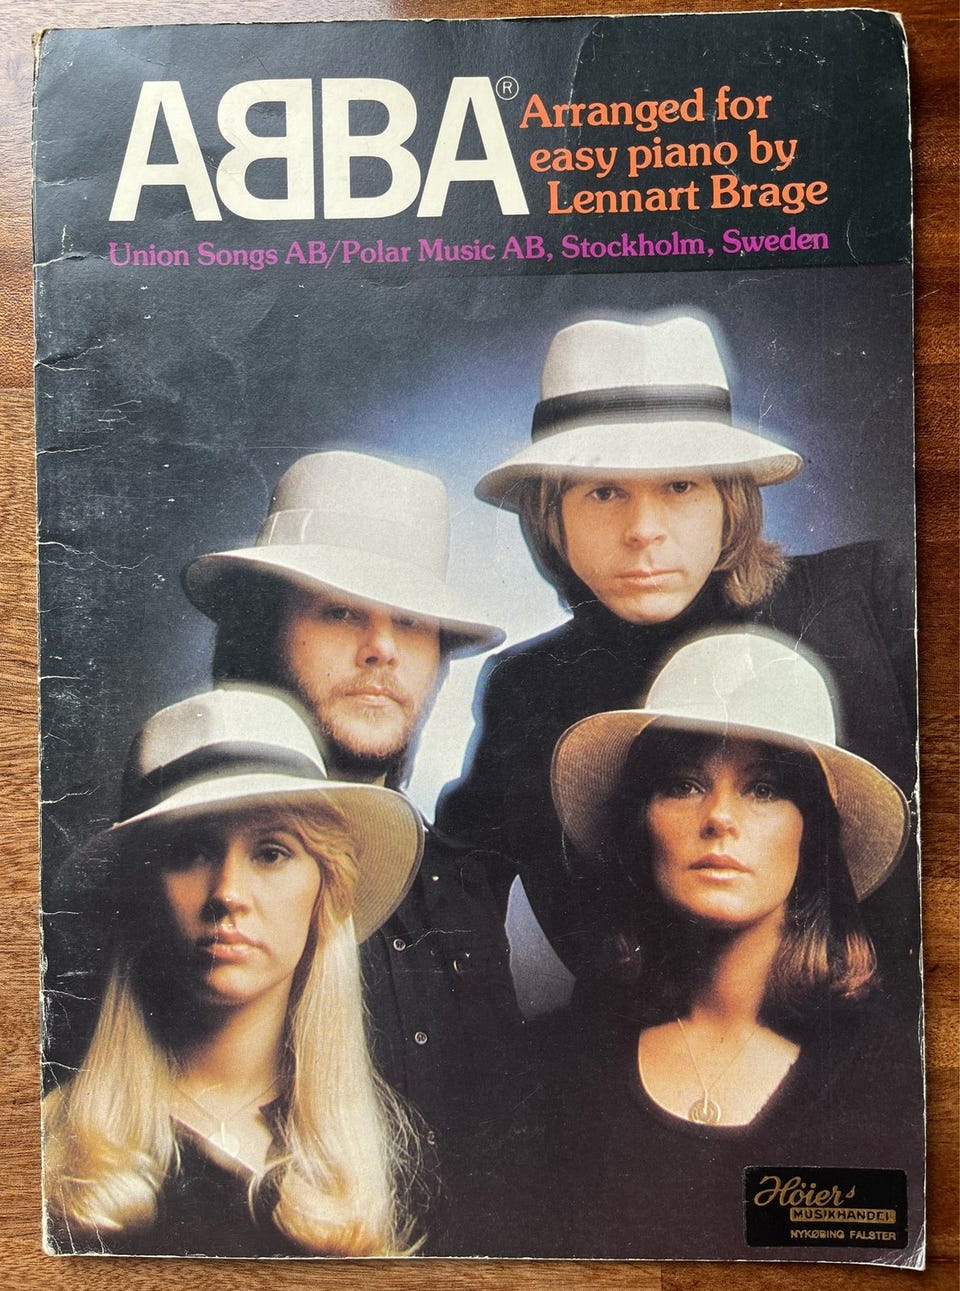 ABBA®
Arranged for
easy piano by
Lennart Brage
Union Songs AB/Polar Music AB, Stockholm, Sweden
Höiers
MUSIKHANDEL
NYKØBING FALSTER